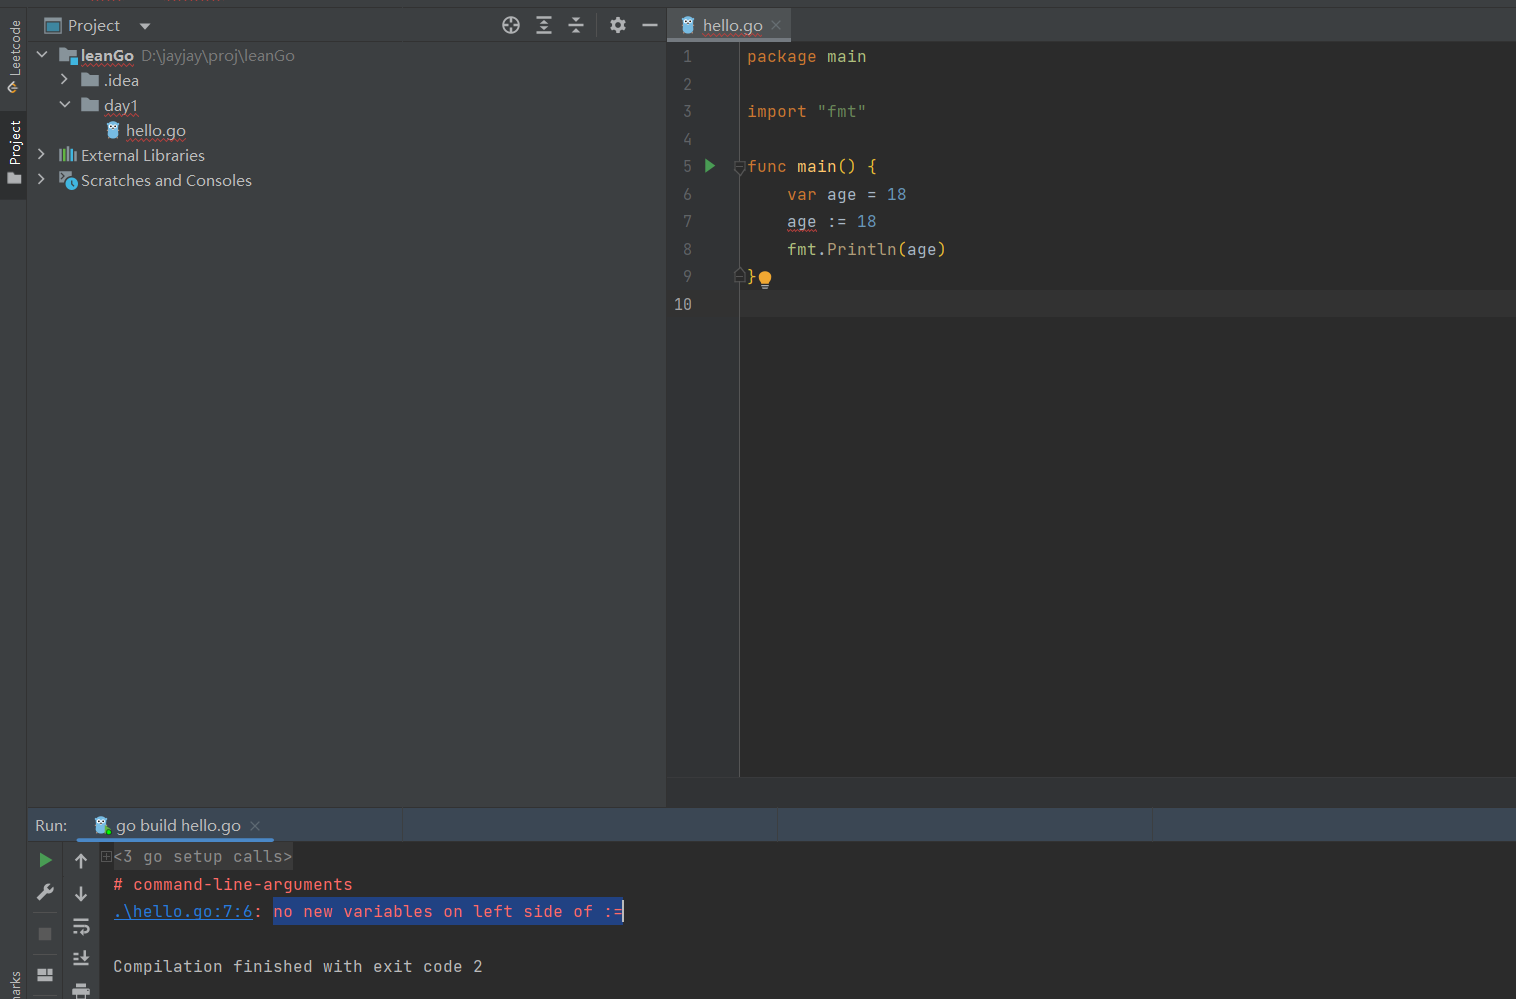 Leetcode
Project
marks
Project
leanGo D:\jayjay\proj\leanGo
.idea
day1
hello.go
External Libraries
Scratches and Consoles
hello.go
1 package main
2
3 import "fmt"
4
5 func main() {
6 var age = 18
7 age := 18
8 fmt.Println(age)
9 }
10
Run: go build hello.go
<3 go setup calls>
# command-line-arguments
.\hello.go:7:6: no new variables on left side of :=
Compilation finished with exit code 2